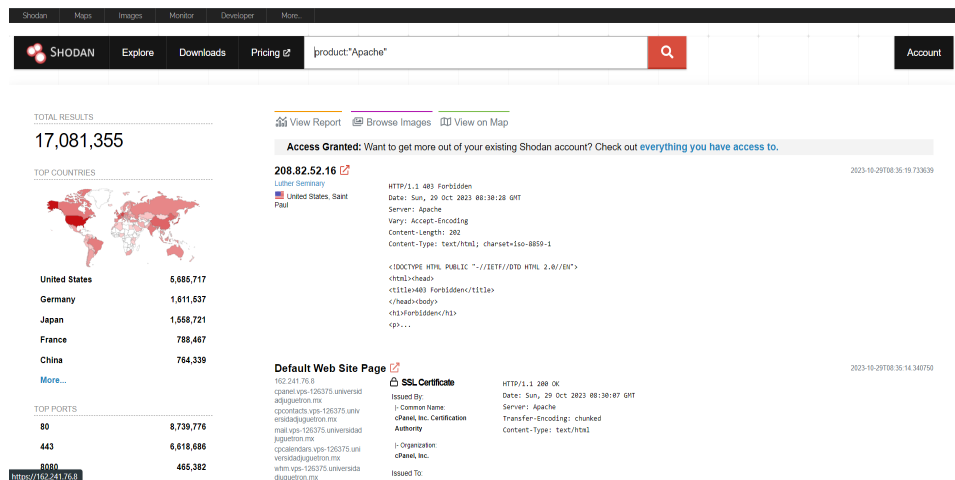 Shodan Maps Images Monitor Developer More...
SHODAN Explore Downloads Pricing product:"Apache" Account
TOTAL RESULTS
17,081,355
TOP COUNTRIES
United States 5,685,717
Germany 1,611,537
Japan 1,558,721
France 788,467
China 764,339
More...
TOP PORTS
80 8,739,776
443 6,618,686
8080 465,382
https://162.241.76.8
View Report Browse Images View on Map
Access Granted: Want to get more out of your existing Shodan account? Check out everything you have access to.
208.82.52.16 2023-10-29T08:35:19.733639
Luther Seminary
United States, Saint
Paul
HTTP/1.1 403 Forbidden
Date: Sun, 29 Oct 2023 08:30:28 GMT
Server: Apache
Vary: Accept-Encoding
Content-Length: 202
Content-Type: text/html; charset=iso-8859-1
<!DOCTYPE HTML PUBLIC "-//IETF//DTD HTML 2.0//EN">
<html><head>
<title>403 Forbidden</title>
</head><body>
<h1>Forbidden</h1>
<p>...
Default Web Site Page 2023-10-29T08:35:14.340750
162.241.76.8
cpanel.vps-126375.universid
adjuguetron.mx
cpcontacts.vps-126375.univ
ersidadjuguetron.mx
mail.vps-126375.universidad
juguetron.mx
cpcalendars.vps-126375.uni
versidadjuguetron.mx
whm.vps-126375.universida
djuguetron.mx
SSL Certificate
Issued By:
|- Common Name:
cPanel, Inc. Certification
Authority
|- Organization:
cPanel, Inc.
Issued To:
HTTP/1.1 200 OK
Date: Sun, 29 Oct 2023 08:30:07 GMT
Server: Apache
Transfer-Encoding: chunked
Content-Type: text/html